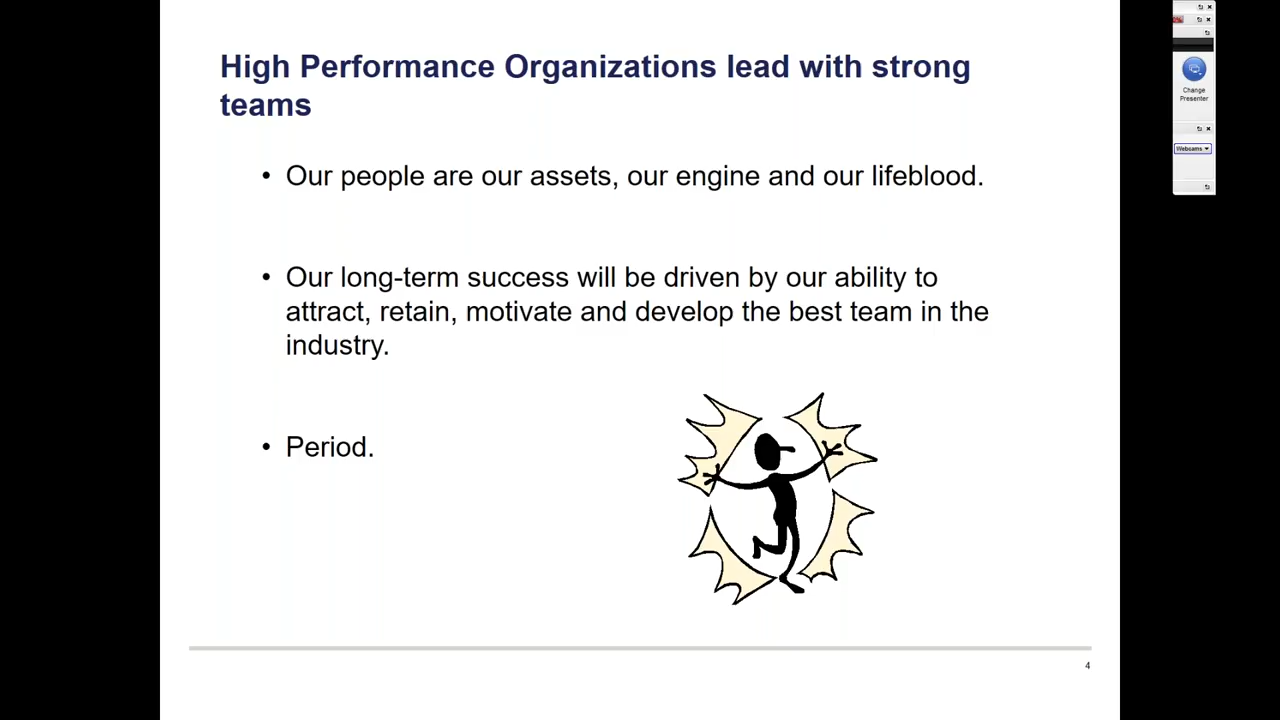 High Performance Organizations lead with strong
teams
• Our people are our assets, our engine and our lifeblood.
• Our long-term success will be driven by our ability to
attract, retain, motivate and develop the best team in the
industry.
• Period.
4
Change
Presenter
Webcams